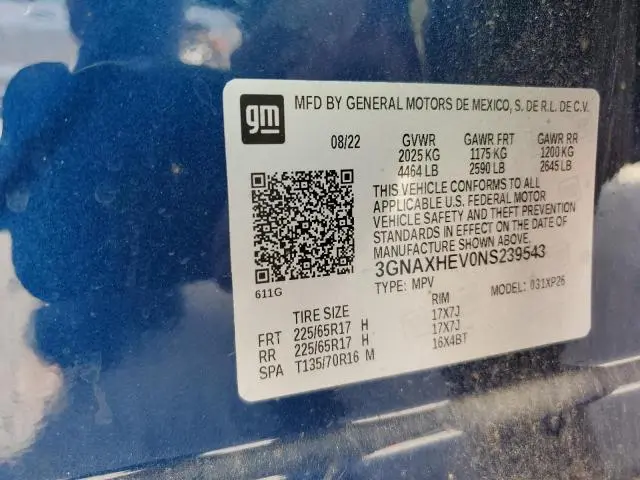 gm
MFD BY GENERAL MOTORS DE MEXICO, S. DE R.L. DE C.V.
08/22 GVWR GAWR FRT GAWR RR
2025 KG 1175 KG 1200 KG
4464 LB 2590 LB 2645 LB
THIS VEHICLE CONFORMS TO ALL
APPLICABLE U.S. FEDERAL MOTOR
VEHICLE SAFETY AND THEFT PREVENTION
STANDARDS IN EFFECT ON THE DATE OF
MANUFACTURE SHOWN ABOVE.
3GNAXHEV0NS239543
TYPE: MPV MODEL: 031XP26
611G
TIRE SIZE RIM
FRT 225/65R17 H 17X7J
RR 225/65R17 H 17X7J
SPA T135/70R16 M 16X4BT